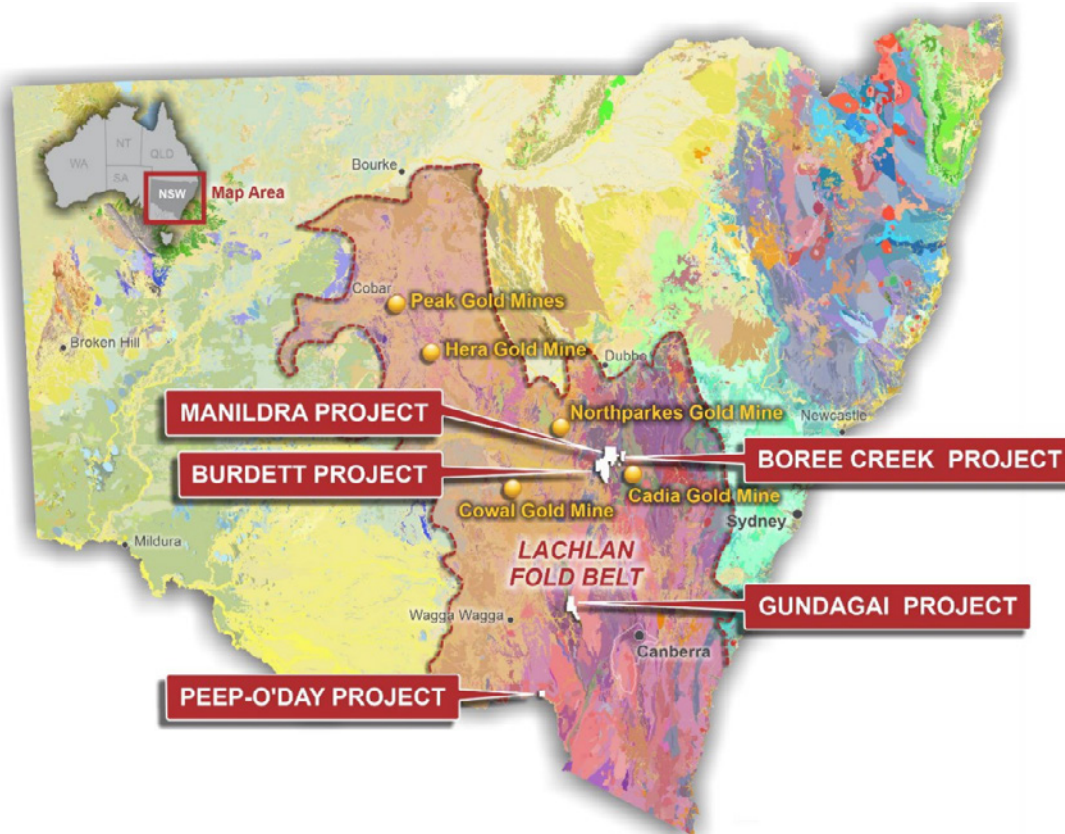 NT
QLD
WA
SA
NSW
Map Area
Bourke
Cobar
Peak Gold Mines
Broken Hill
Hera Gold Mine
Dubbo
MANILDRA PROJECT
Northparkes Gold Mine
Newcastle
BURDETT PROJECT
BOREE CREEK PROJECT
Cadia Gold Mine
Cowal Gold Mine
Sydney
Mildura
LACHLAN
FOLD BELT
Wagga Wagga
GUNDAGAI PROJECT
Canberra
PEEP-O'DAY PROJECT